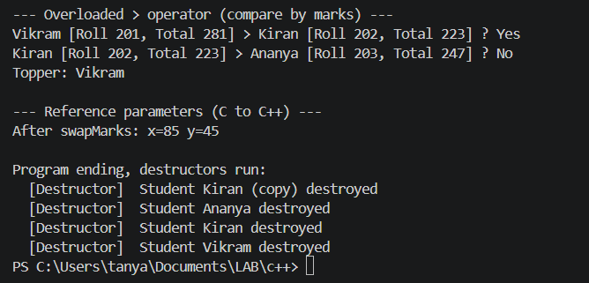 --- Overloaded > operator (compare by marks) ---
Vikram [Roll 201, Total 281] > Kiran [Roll 202, Total 223] ? Yes
Kiran [Roll 202, Total 223] > Ananya [Roll 203, Total 247] ? No
Topper: Vikram

--- Reference parameters (C to C++) ---
After swapMarks: x=85 y=45

Program ending, destructors run:
  [Destructor]  Student Kiran (copy) destroyed
  [Destructor]  Student Ananya destroyed
  [Destructor]  Student Kiran destroyed
  [Destructor]  Student Vikram destroyed
PS C:\Users\tanya\Documents\LAB\c++>